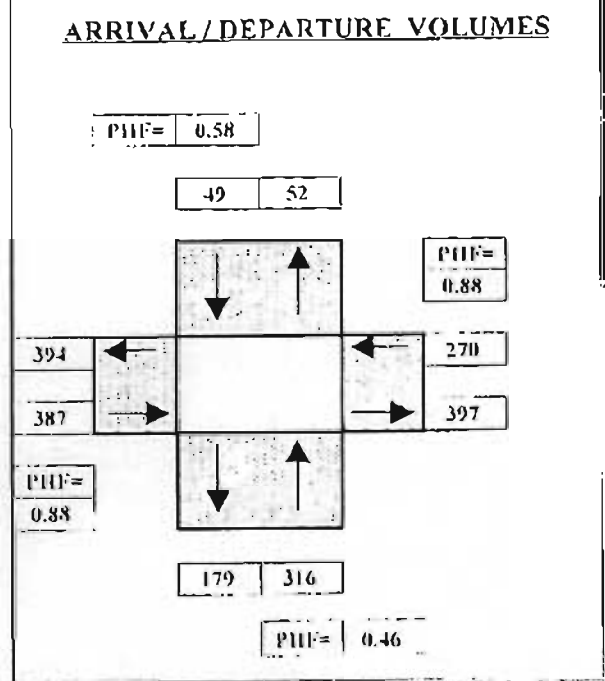 ARRIVAL/DEPARTURE VOLUMES
PHF= 0.58
49 52
PHF=
0.88
394
270
387
397
PHF=
0.88
179 316
PHF= 0.46